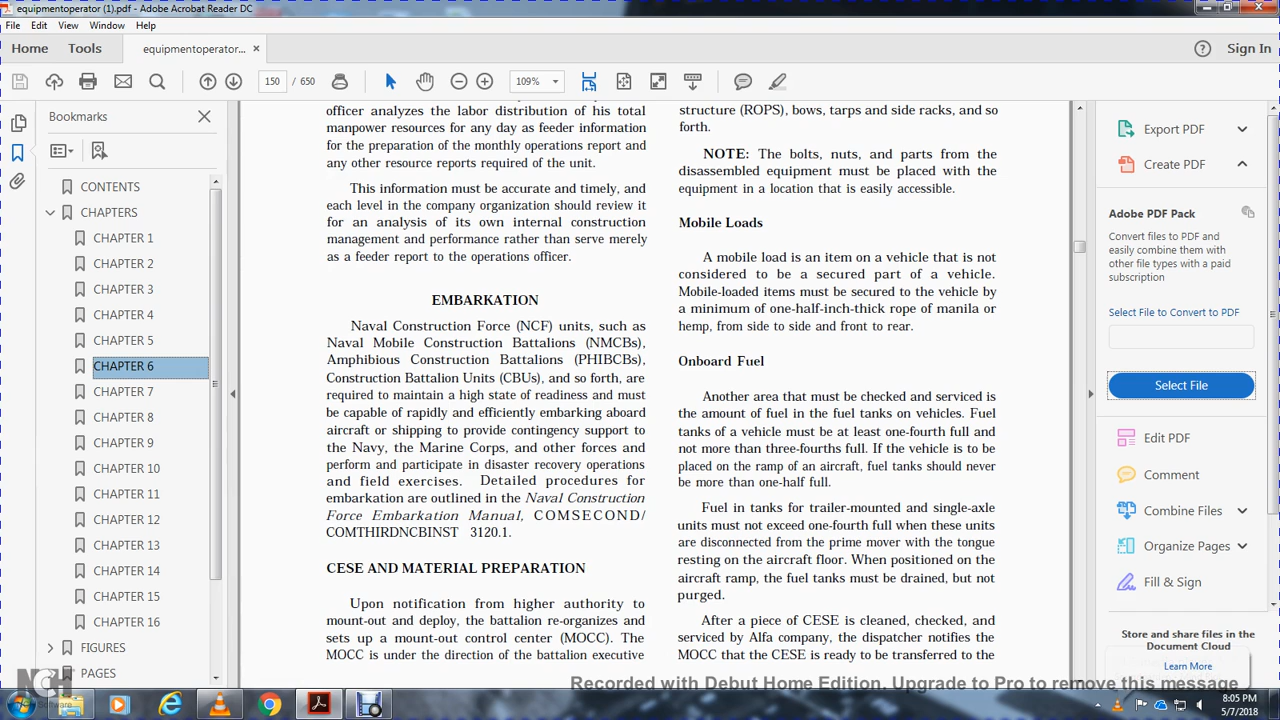 equipmentoperator (1).pdf - Adobe Acrobat Reader DC
File Edit View Window Help
Home Tools equipmentoperator... × Sign In
150 / 650 109%
Bookmarks
CONTENTS
CHAPTERS
CHAPTER 1
CHAPTER 2
CHAPTER 3
CHAPTER 4
CHAPTER 5
CHAPTER 6
CHAPTER 7
CHAPTER 8
CHAPTER 9
CHAPTER 10
CHAPTER 11
CHAPTER 12
CHAPTER 13
CHAPTER 14
CHAPTER 15
CHAPTER 16
FIGURES
PAGES
officer analyzes the labor distribution of his total
manpower resources for any day as feeder information
for the preparation of the monthly operations report and
any other resource reports required of the unit.
This information must be accurate and timely, and
each level in the company organization should review it
for an analysis of its own internal construction
management and performance rather than serve merely
as a feeder report to the operations officer.
EMBARKATION
Naval Construction Force (NCF) units, such as
Naval Mobile Construction Battalions (NMCBs),
Amphibious Construction Battalions (PHIBCBs),
Construction Battalion Units (CBUs), and so forth, are
required to maintain a high state of readiness and must
be capable of rapidly and efficiently embarking aboard
aircraft or shipping to provide contingency support to
the Navy, the Marine Corps, and other forces and
perform and participate in disaster recovery operations
and field exercises. Detailed procedures for
embarkation are outlined in the Naval Construction
Force Embarkation Manual, COMSECOND/
COMTHIRDNCBINST 3120.1.
CESE AND MATERIAL PREPARATION
Upon notification from higher authority to
mount-out and deploy, the battalion re-organizes and
sets up a mount-out control center (MOCC). The
MOCC is under the direction of the battalion executive
structure (ROPS), bows, tarps and side racks, and so
forth.
NOTE: The bolts, nuts, and parts from the
disassembled equipment must be placed with the
equipment in a location that is easily accessible.
Mobile Loads
A mobile load is an item on a vehicle that is not
considered to be a secured part of a vehicle.
Mobile-loaded items must be secured to the vehicle by
a minimum of one-half-inch-thick rope of manila or
hemp, from side to side and front to rear.
Onboard Fuel
Another area that must be checked and serviced is
the amount of fuel in the fuel tanks on vehicles. Fuel
tanks of a vehicle must be at least one-fourth full and
not more than three-fourths full. If the vehicle is to be
placed on the ramp of an aircraft, fuel tanks should never
be more than one-half full.
Fuel in tanks for trailer-mounted and single-axle
units must not exceed one-fourth full when these units
are disconnected from the prime mover with the tongue
resting on the aircraft floor. When positioned on the
aircraft ramp, the fuel tanks must be drained, but not
purged.
After a piece of CESE is cleaned, checked, and
serviced by Alfa company, the dispatcher notifies the
MOCC that the CESE is ready to be transferred to the
Export PDF
Create PDF
Adobe PDF Pack
Convert files to PDF and
easily combine them with
other file types with a paid
subscription
Select File to Convert to PDF
Select File
Edit PDF
Comment
Combine Files
Organize Pages
Fill & Sign
Store and share files in the
Document Cloud
Learn More
NCH
Software
Recorded with Debut Home Edition. Upgrade to Pro to remove this message
8:05 PM
5/7/2018